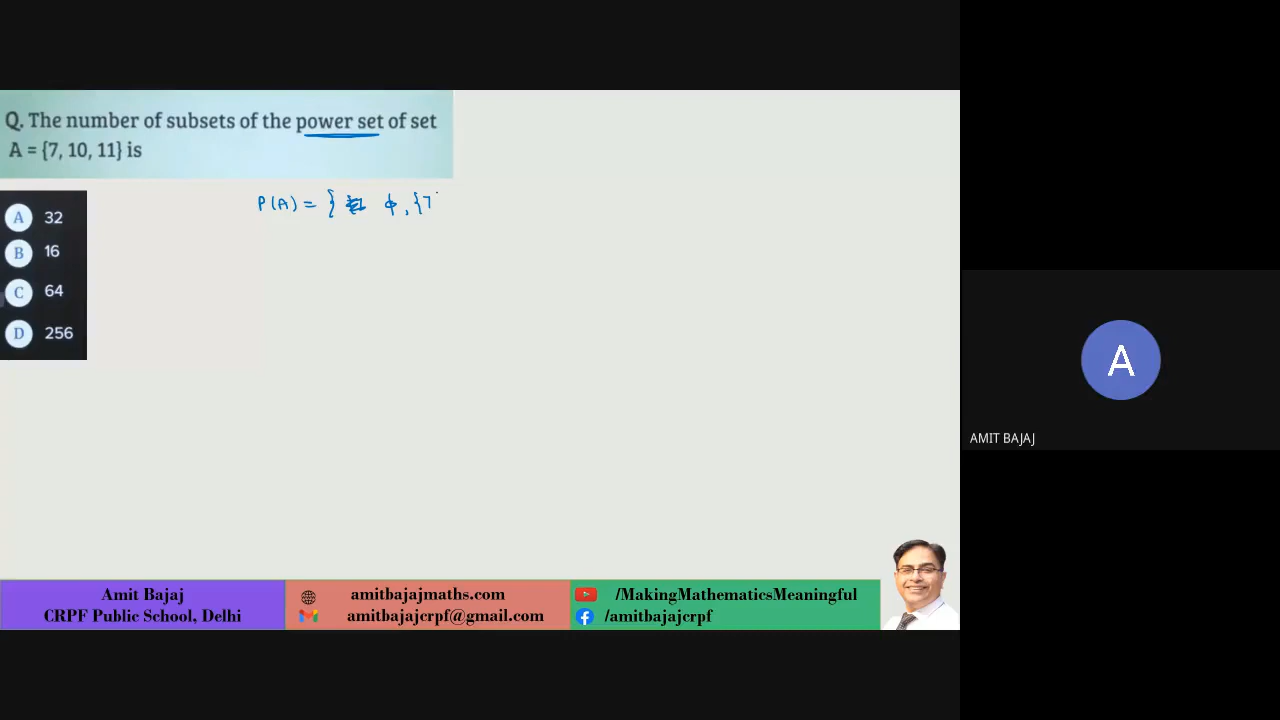 Q. The number of subsets of the power set of set
A = {7, 10, 11} is
P(A) = { ϕ, {7
A 32
B 16
C 64
D 256
A
AMIT BAJAJ
Amit Bajaj
CRPF Public School, Delhi
amitbajajmaths.com
amitbajajcrpf@gmail.com
/MakingMathematicsMeaningful
/amitbajajcrpf